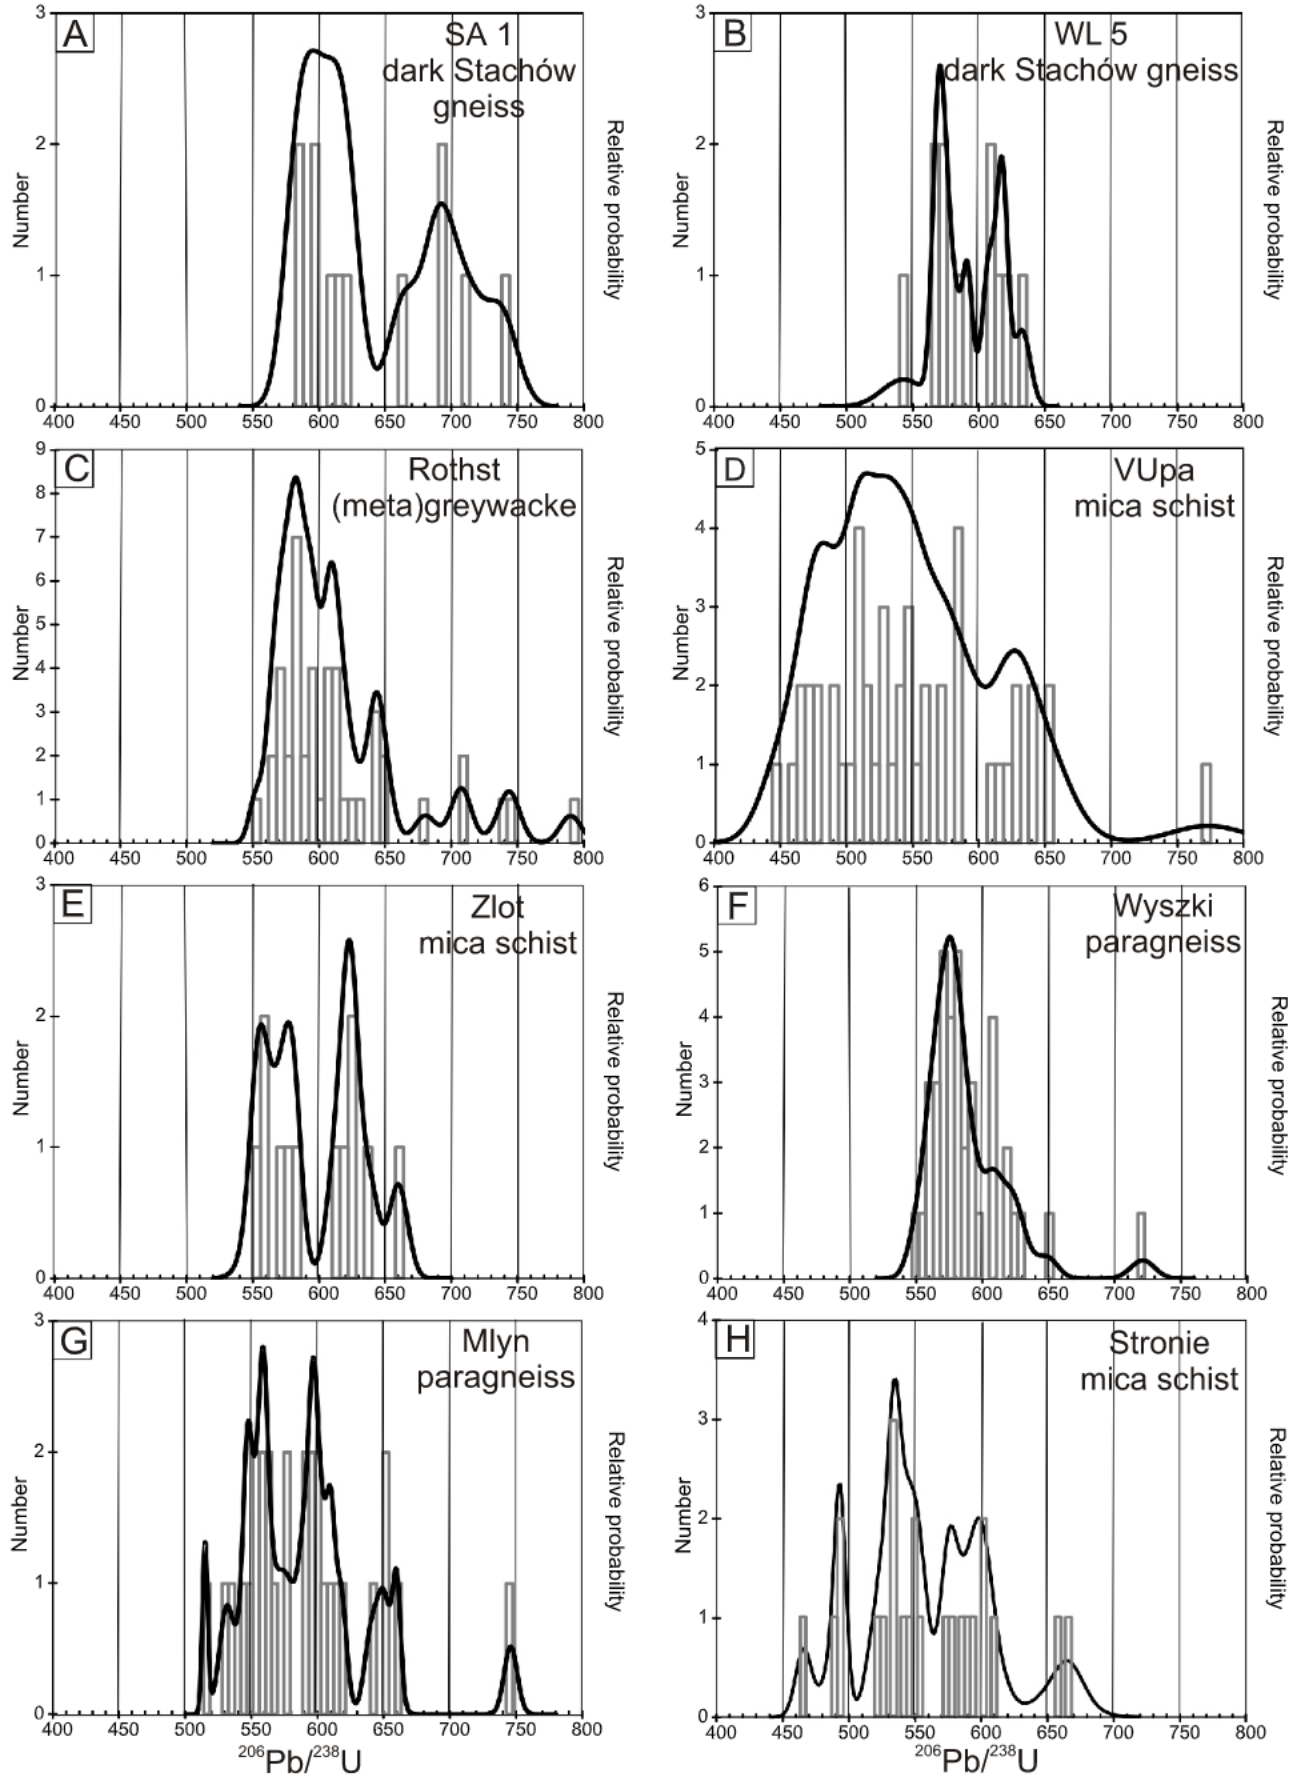 A
SA 1
dark Stachów
gneiss
Number
Relative probability
3
2
1
0
400 450 500 550 600 650 700 750 800
B
WL 5
dark Stachów gneiss
Number
Relative probability
3
2
1
0
400 450 500 550 600 650 700 750 800
C
Rothst
(meta)greywacke
Number
Relative probability
9
8
7
6
5
4
3
2
1
0
400 450 500 550 600 650 700 750 800
D
VUpa
mica schist
Number
Relative probability
5
4
3
2
1
0
400 450 500 550 600 650 700 750 800
E
Zlot
mica schist
Number
Relative probability
3
2
1
0
400 450 500 550 600 650 700 750 800
F
Wyszki
paragneiss
Number
Relative probability
6
5
4
3
2
1
0
400 450 500 550 600 650 700 750 800
G
Mlyn
paragneiss
Number
Relative probability
3
2
1
0
400 450 500 550 600 650 700 750 800
206Pb/238U
H
Stronie
mica schist
Number
Relative probability
4
3
2
1
0
400 450 500 550 600 650 700 750 800
206Pb/238U